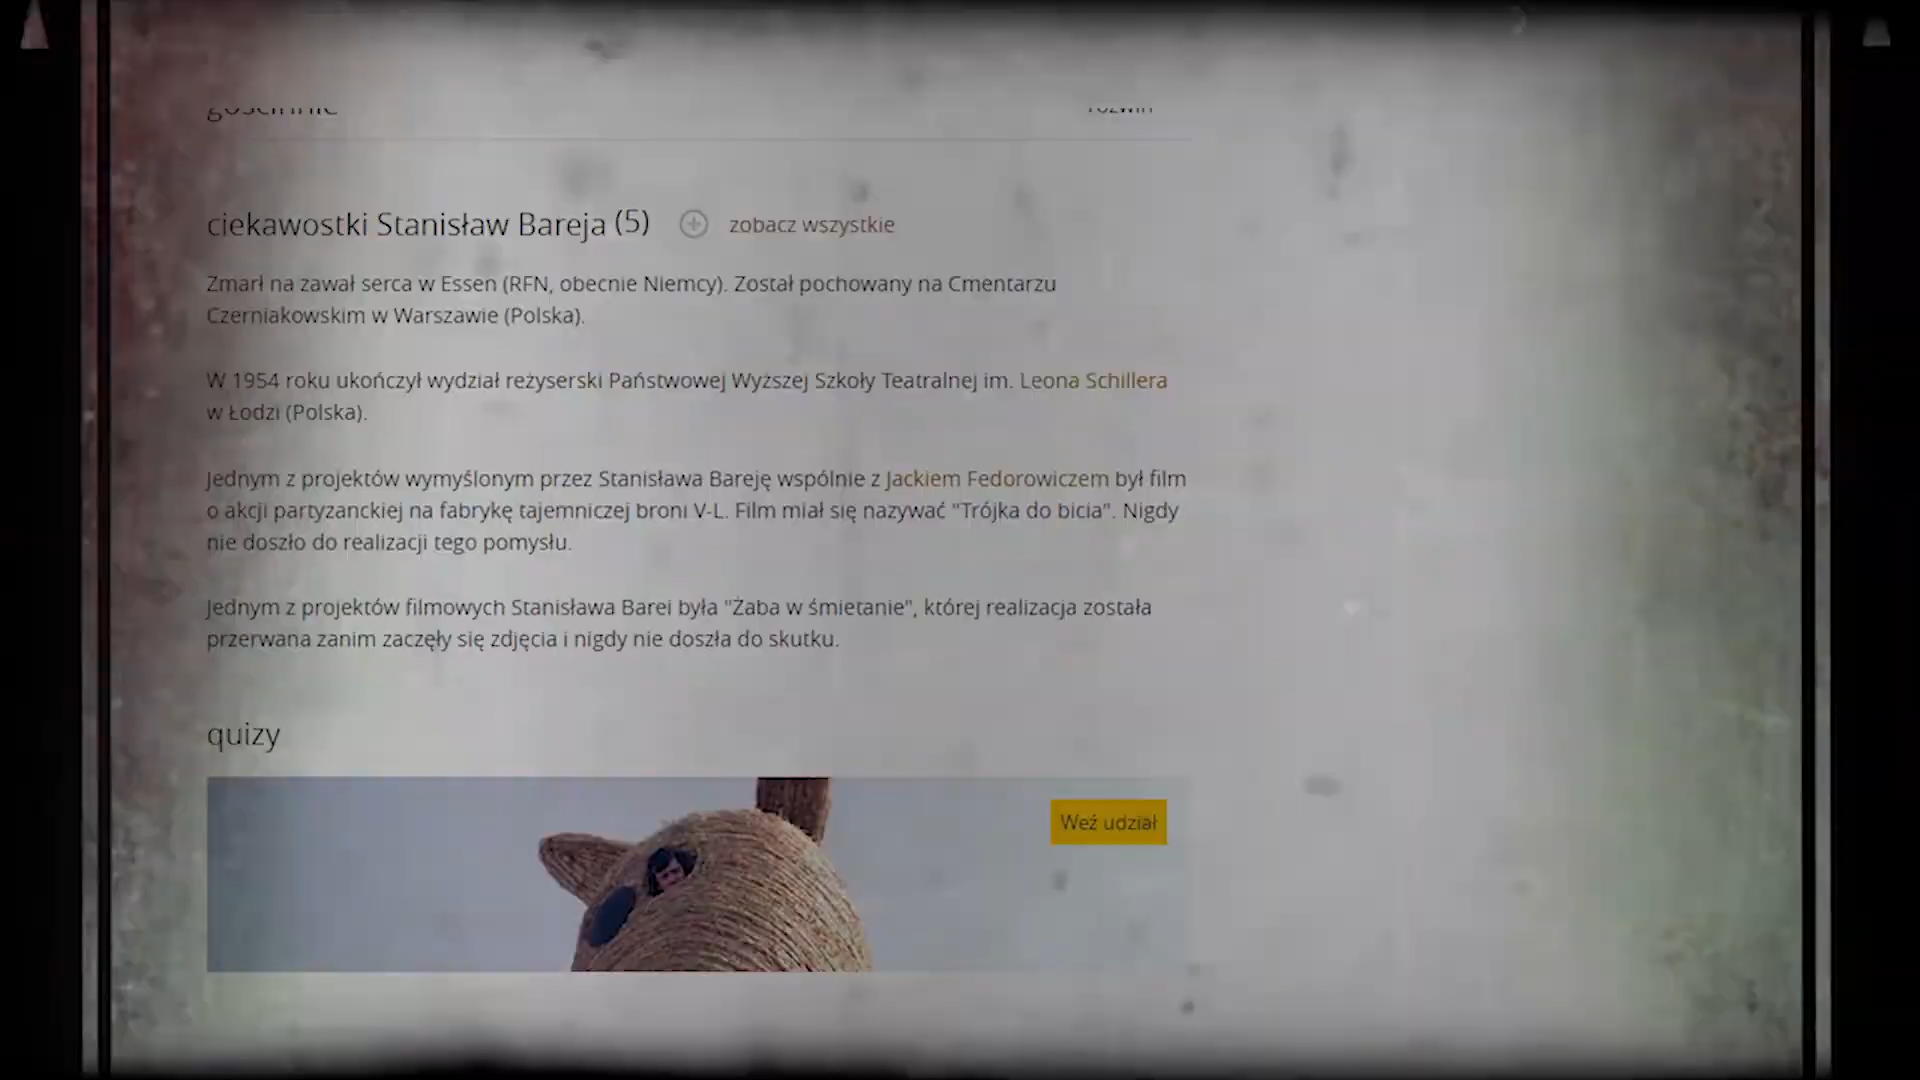 gościnnie rozwiń
ciekawostki Stanisław Bareja (5) zobacz wszystkie
Zmarł na zawał serca w Essen (RFN, obecnie Niemcy). Został pochowany na Cmentarzu
Czerniakowskim w Warszawie (Polska).
W 1954 roku ukończył wydział reżyserski Państwowej Wyższej Szkoły Teatralnej im. Leona Schillera
w Łodzi (Polska).
Jednym z projektów wymyślonym przez Stanisława Bareję wspólnie z Jackiem Fedorowiczem był film
o akcji partyzanckiej na fabrykę tajemniczej broni V-L. Film miał się nazywać "Trójka do bicia". Nigdy
nie doszło do realizacji tego pomysłu.
Jednym z projektów filmowych Stanisława Barei była "Żaba w śmietanie", której realizacja została
przerwana zanim zaczęły się zdjęcia i nigdy nie doszła do skutku.
quizy
Weź udział